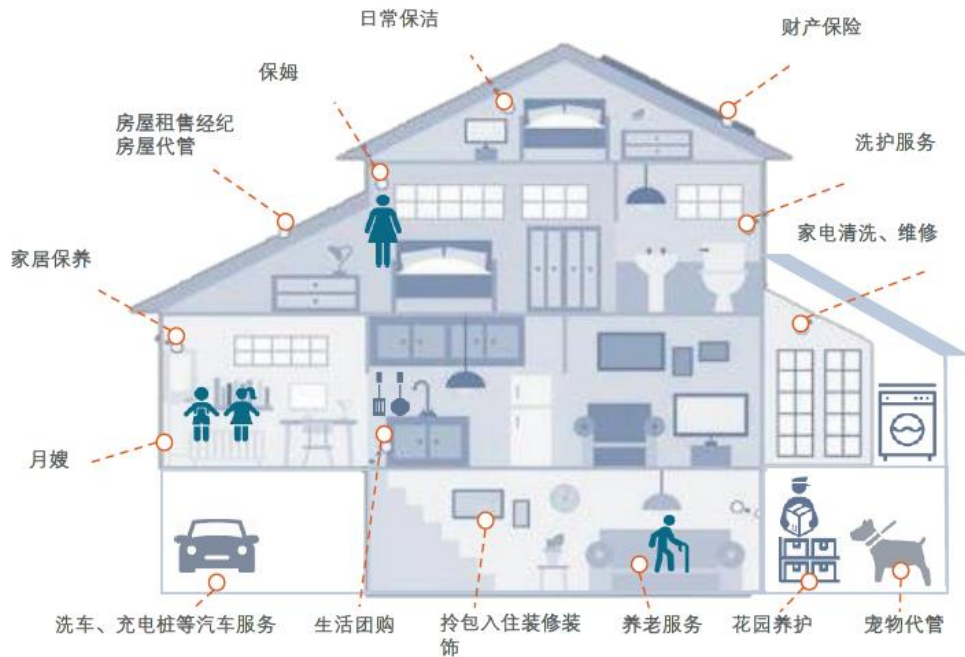 日常保洁
财产保险
保姆
房屋租售经纪
房屋代管
洗护服务
家电清洗、维修
家居保养
月嫂
洗车、充电桩等汽车服务
生活团购
拎包入住装修装
饰
养老服务
花园养护
宠物代管